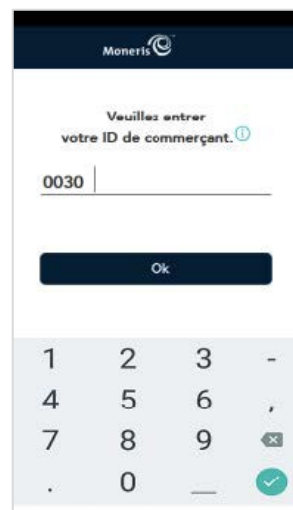 Moneris
Veuillez entrer
votre ID de commerçant.
0030
Ok
1 2 3 -
4 5 6 ,
7 8 9
. 0 _